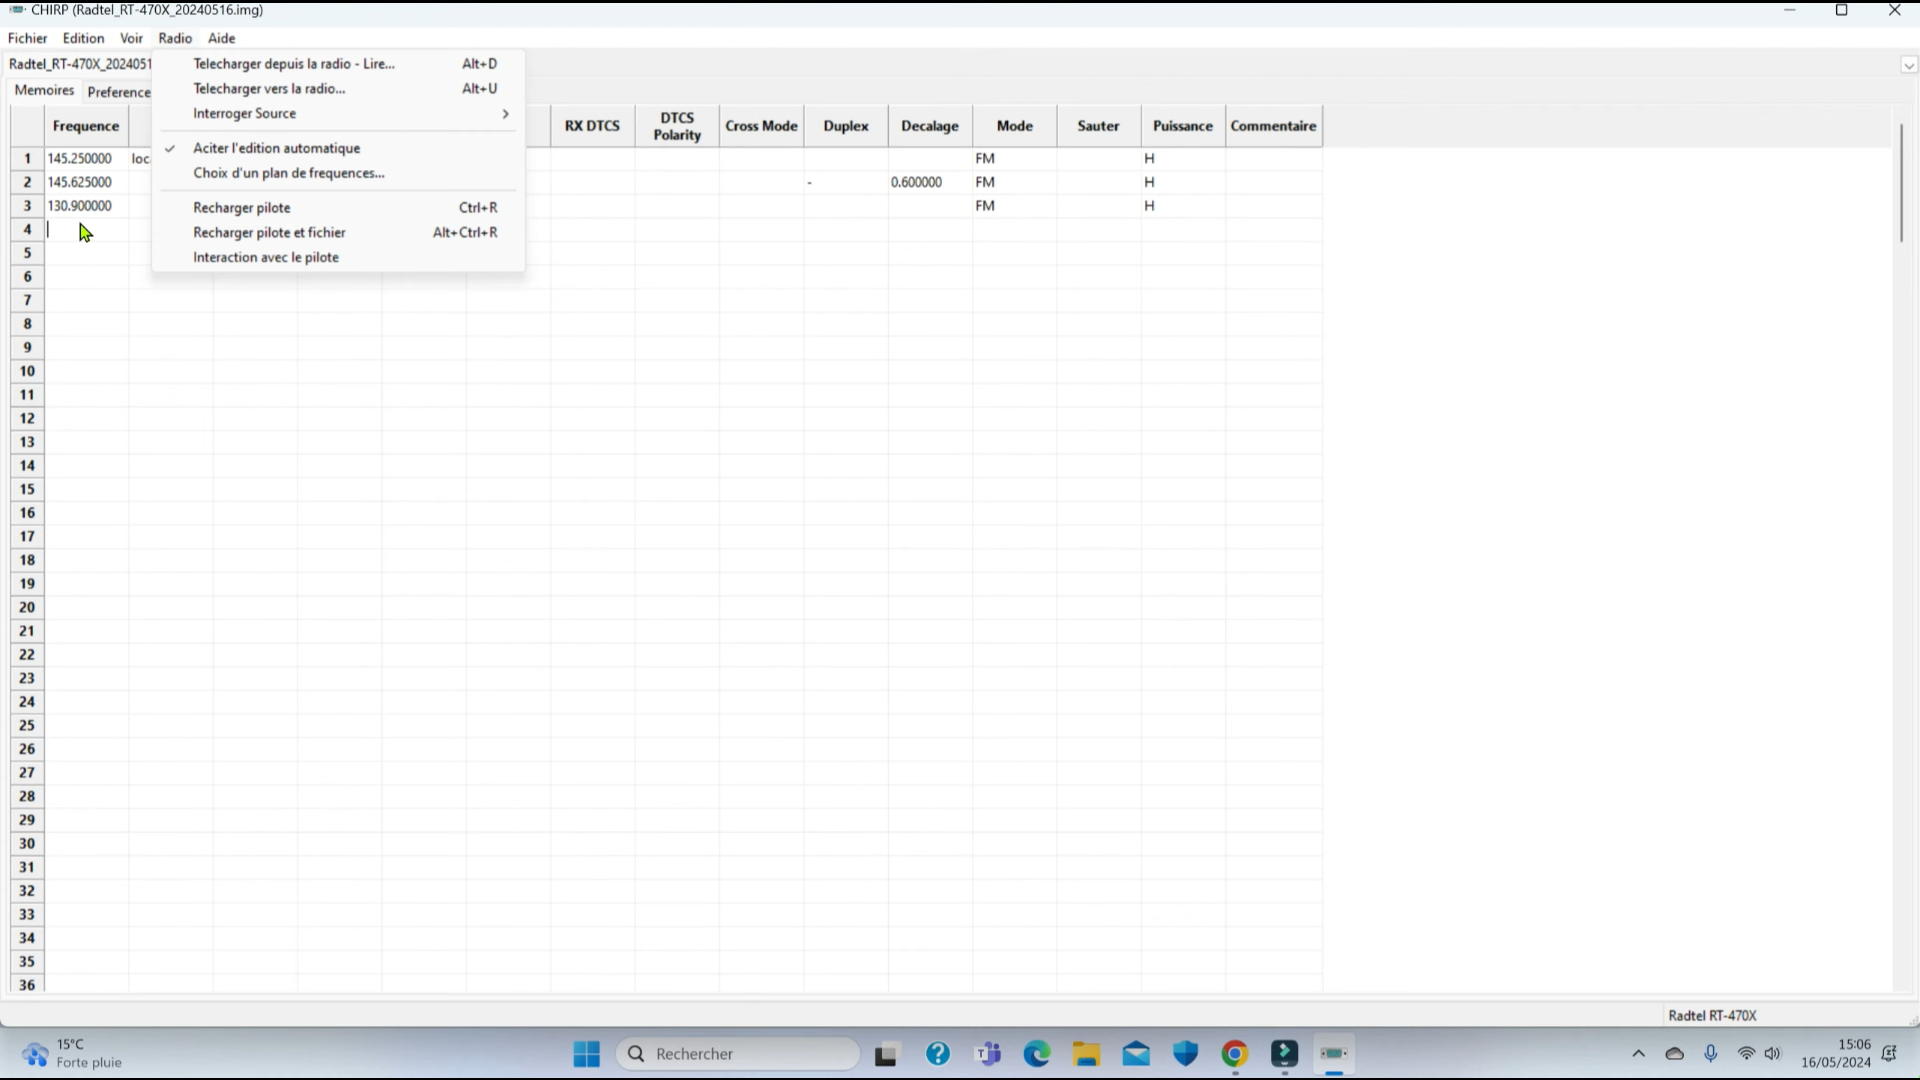 CHIRP (Radtel_RT-470X_20240516.img)
Fichier Edition Voir Radio Aide
Radtel_RT-470X_2024051
Memoires Preference
Telecharger depuis la radio - Lire... Alt+D
Telecharger vers la radio... Alt+U
Interroger Source
Aciter l'edition automatique
Choix d'un plan de frequences...
Recharger pilote Ctrl+R
Recharger pilote et fichier Alt+Ctrl+R
Interaction avec le pilote
Frequence RX DTCS DTCS Polarity Cross Mode Duplex Decalage Mode Sauter Puissance Commentaire
1 145.250000 loc FM H
2 145.625000 - 0.600000 FM H
3 130.900000 FM H
4
5
6
7
8
9
10
11
12
13
14
15
16
17
18
19
20
21
22
23
24
25
26
27
28
29
30
31
32
33
34
35
36
Radtel RT-470X
15°C
Forte pluie
Rechercher
15:06
16/05/2024